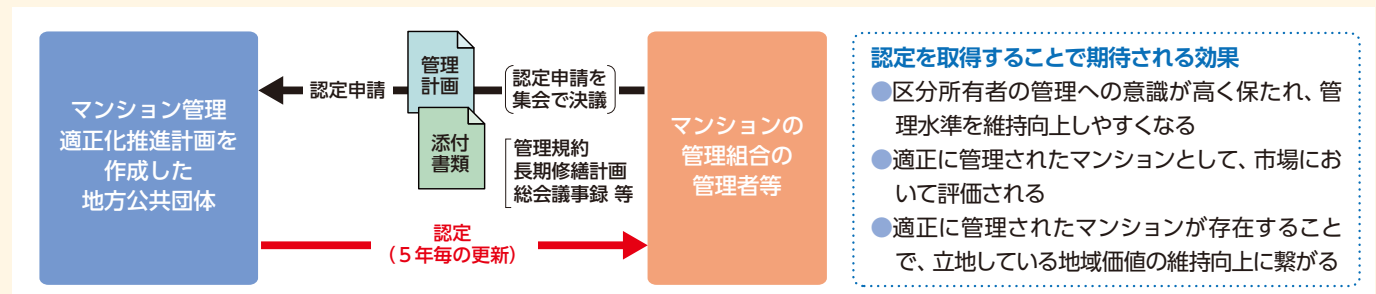 マンション管理
適正化推進計画を
作成した
地方公共団体
認定申請
管理
計画
添付
書類
認定申請を
集会で決議
管理規約
長期修繕計画
総会議事録 等
認定
(5年毎の更新)
マンションの
管理組合の
管理者等
認定を取得することで期待される効果
●区分所有者の管理への意識が高く保たれ、管
理水準を維持向上しやすくなる
●適正に管理されたマンションとして、市場にお
いて評価される
●適正に管理されたマンションが存在すること
で、立地している地域価値の維持向上に繋がる